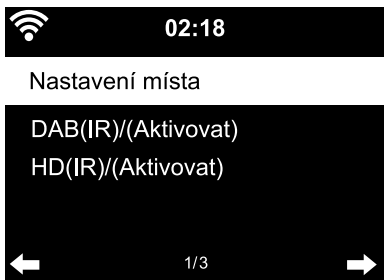 02:18
Nastavení místa
DAB(IR)/(Aktivovat)
HD(IR)/(Aktivovat)
1/3